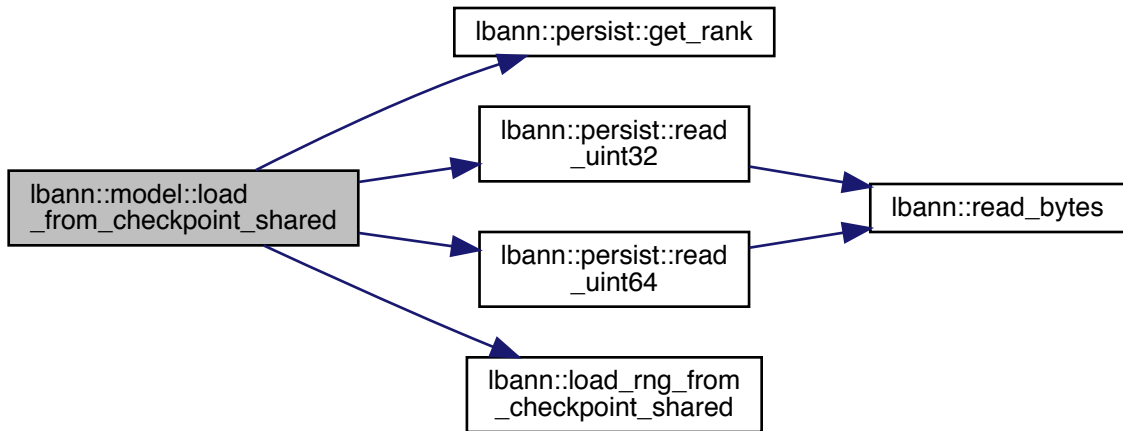 lbann::persist::get_rank
lbann::persist::read
_uint32
lbann::model::load
_from_checkpoint_shared
lbann::read_bytes
lbann::persist::read
_uint64
lbann::load_rng_from
_checkpoint_shared